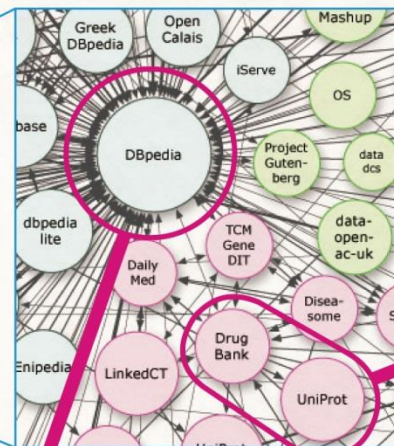 Greek
DBpedia
Open
Calais
Mashup
iServe
OS
base
DBpedia
Project
Guten-
berg
data
dcs
dbpedia
lite
TCM
Gene
DIT
data-
open-
ac-uk
Daily
Med
Disea-
some
S
Enipedia
LinkedCT
Drug
Bank
UniProt